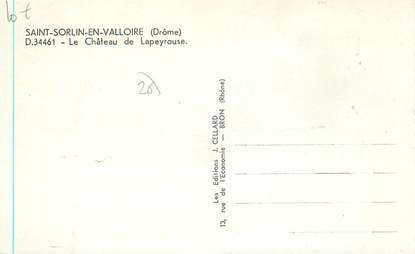 lot
SAINT-SORLIN-EN-VALLOIRE (Drôme)
D.34461 - Le Château de Lapeyrouse.
Les Editions J. CELLARD
13, rue de l'Economie - BRON (Rhône)